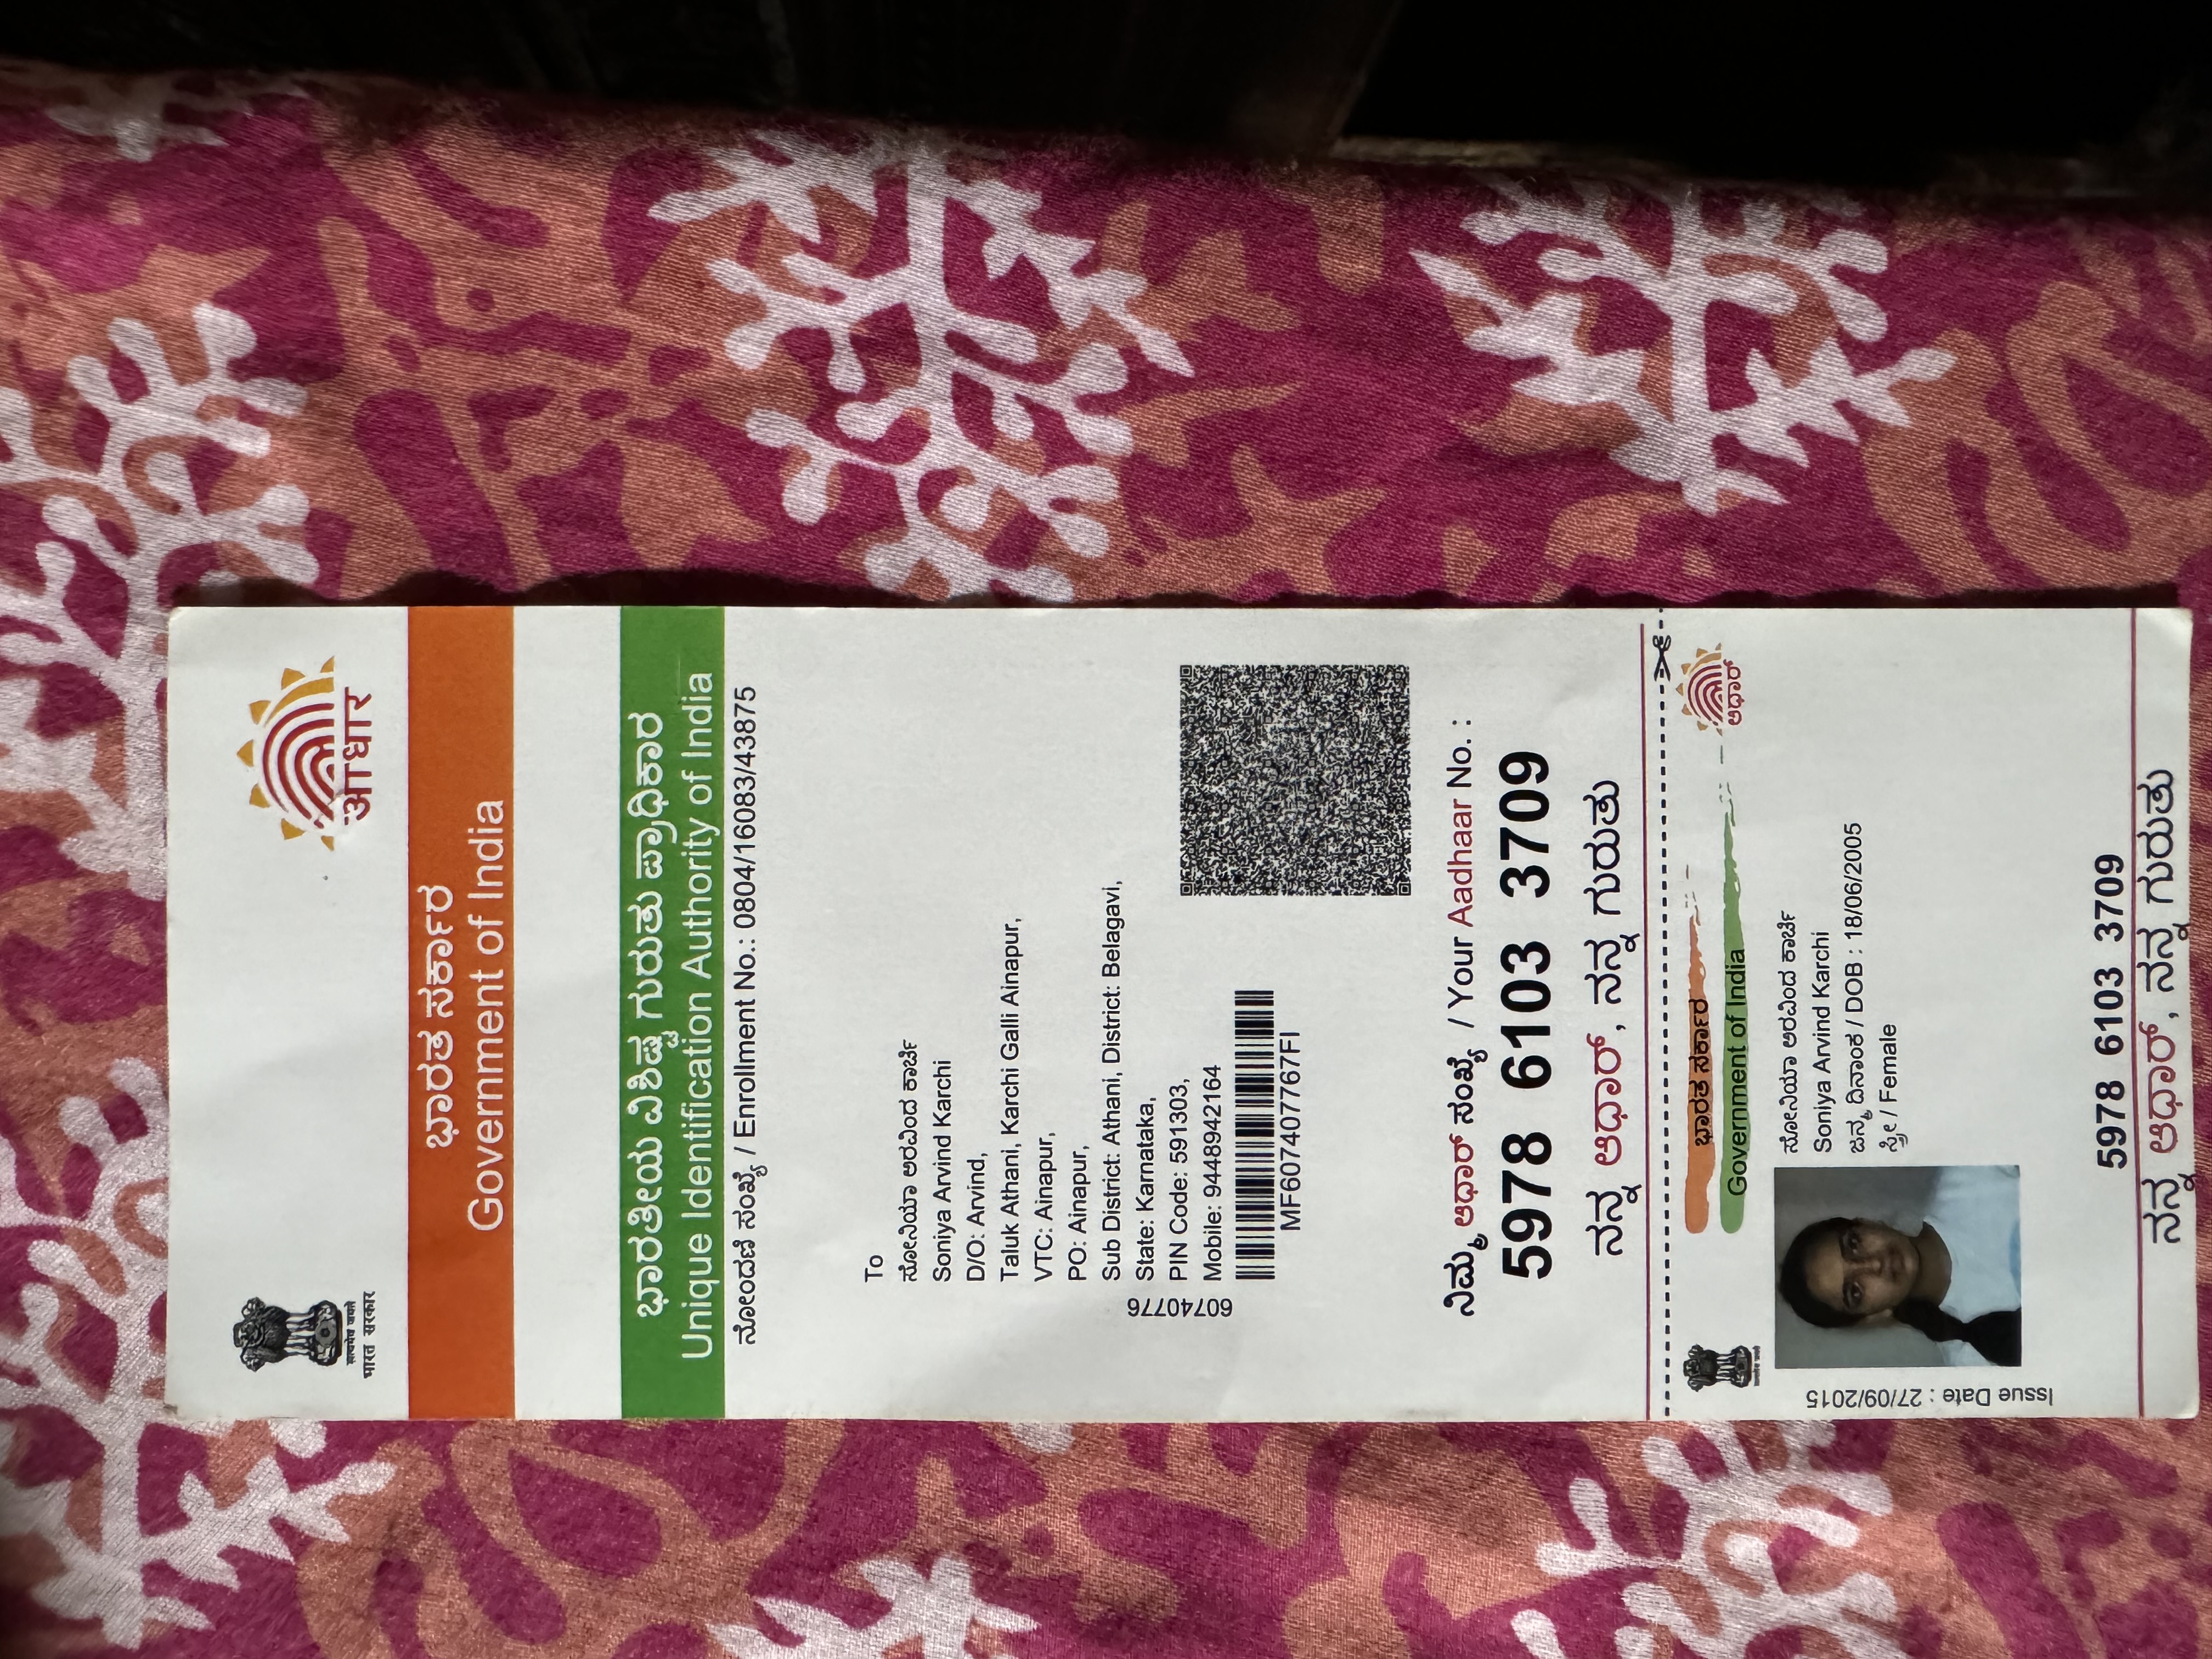 आधार
सत्यमेव जयते
भारत सरकार
ಭಾರತ ಸರ್ಕಾರ
Government of India
ಭಾರತೀಯ ವಿಶಿಷ್ಟ ಗುರುತು ಪ್ರಾಧಿಕಾರ
Unique Identification Authority of India
ನೋಂದಣಿ ಸಂಖ್ಯೆ / Enrollment No.: 0804/16083/43875
To
ಸೋನಿಯಾ ಅರವಿಂದ ಕಾರ್ಚಿ
Soniya Arvind Karchi
D/O: Arvind,
Taluk Athani, Karchi Galli Ainapur,
VTC: Ainapur,
PO: Ainapur,
Sub District: Athani, District: Belagavi,
State: Karnataka,
PIN Code: 591303,
Mobile: 9448942164
60740776
MF607407767FI
ನಿಮ್ಮ ಆಧಾರ್ ಸಂಖ್ಯೆ / Your Aadhaar No. :
5978 6103 3709
ನನ್ನ ಆಧಾರ್, ನನ್ನ ಗುರುತು
ಭಾರತ ಸರ್ಕಾರ
Government of India
ಆಧಾರ್
ಸೋನಿಯಾ ಅರವಿಂದ ಕಾರ್ಚಿ
Soniya Arvind Karchi
ಜನ್ಮ ದಿನಾಂಕ / DOB : 18/06/2005
ಸ್ತ್ರೀ / Female
Issue Date : 27/09/2015
5978 6103 3709
ನನ್ನ ಆಧಾರ್, ನನ್ನ ಗುರುತು